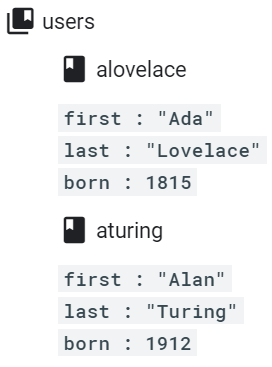 users
alovelace
first : "Ada"
last : "Lovelace"
born : 1815
aturing
first : "Alan"
last : "Turing"
born : 1912